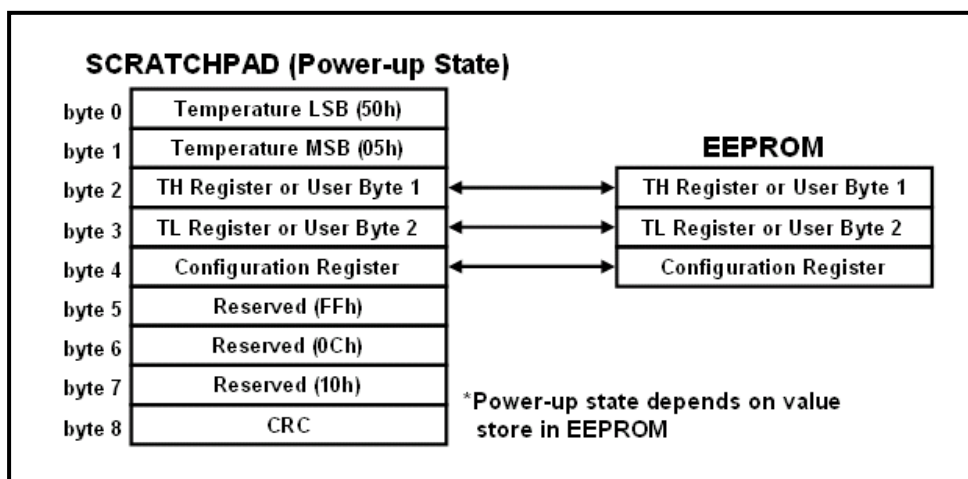 SCRATCHPAD (Power-up State)
byte 0 Temperature LSB (50h)
byte 1 Temperature MSB (05h)
EEPROM
byte 2 TH Register or User Byte 1 TH Register or User Byte 1
byte 3 TL Register or User Byte 2 TL Register or User Byte 2
byte 4 Configuration Register Configuration Register
byte 5 Reserved (FFh)
byte 6 Reserved (0Ch)
byte 7 Reserved (10h)
byte 8 CRC
*Power-up state depends on value
store in EEPROM